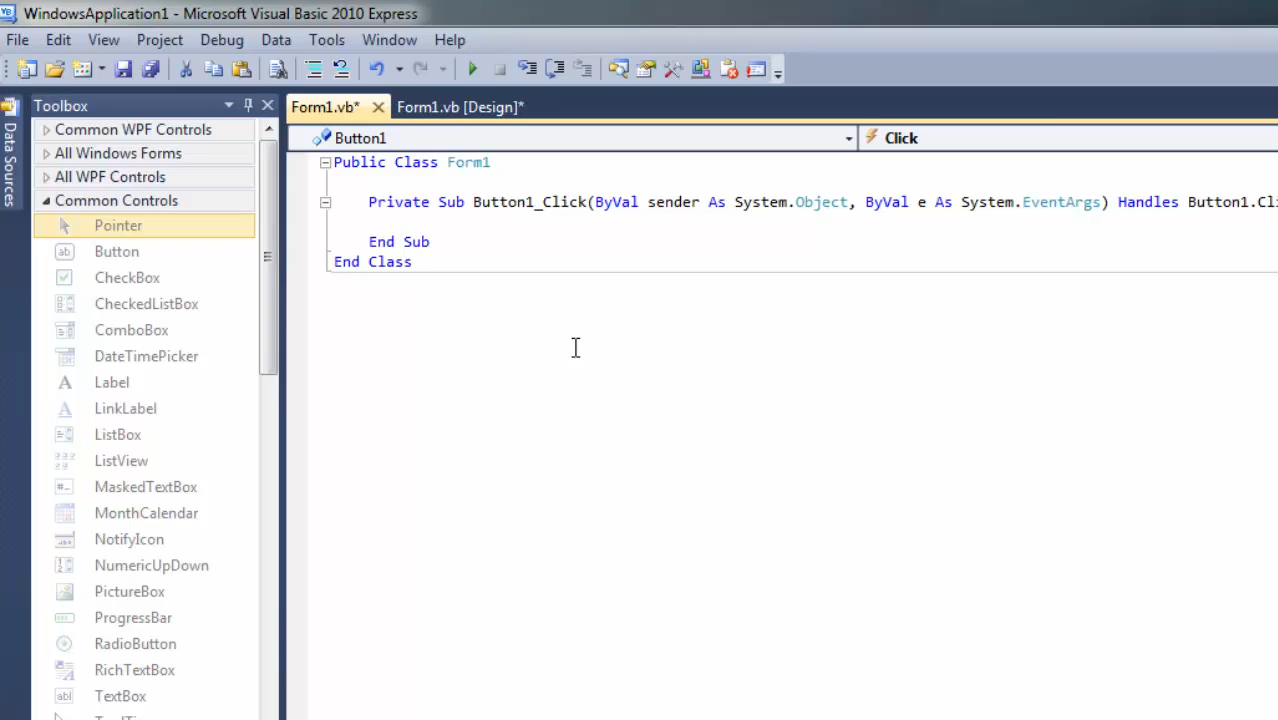 WindowsApplication1 - Microsoft Visual Basic 2010 Express
File Edit View Project Debug Data Tools Window Help
Data Sources
Toolbox
Form1.vb* Form1.vb [Design]*
Button1 Click
Common WPF Controls
All Windows Forms
All WPF Controls
Common Controls
Pointer
Button
CheckBox
CheckedListBox
ComboBox
DateTimePicker
Label
LinkLabel
ListBox
ListView
MaskedTextBox
MonthCalendar
NotifyIcon
NumericUpDown
PictureBox
ProgressBar
RadioButton
RichTextBox
TextBox
Public Class Form1
Private Sub Button1_Click(ByVal sender As System.Object, ByVal e As System.EventArgs) Handles Button1.Cli
End Sub
End Class